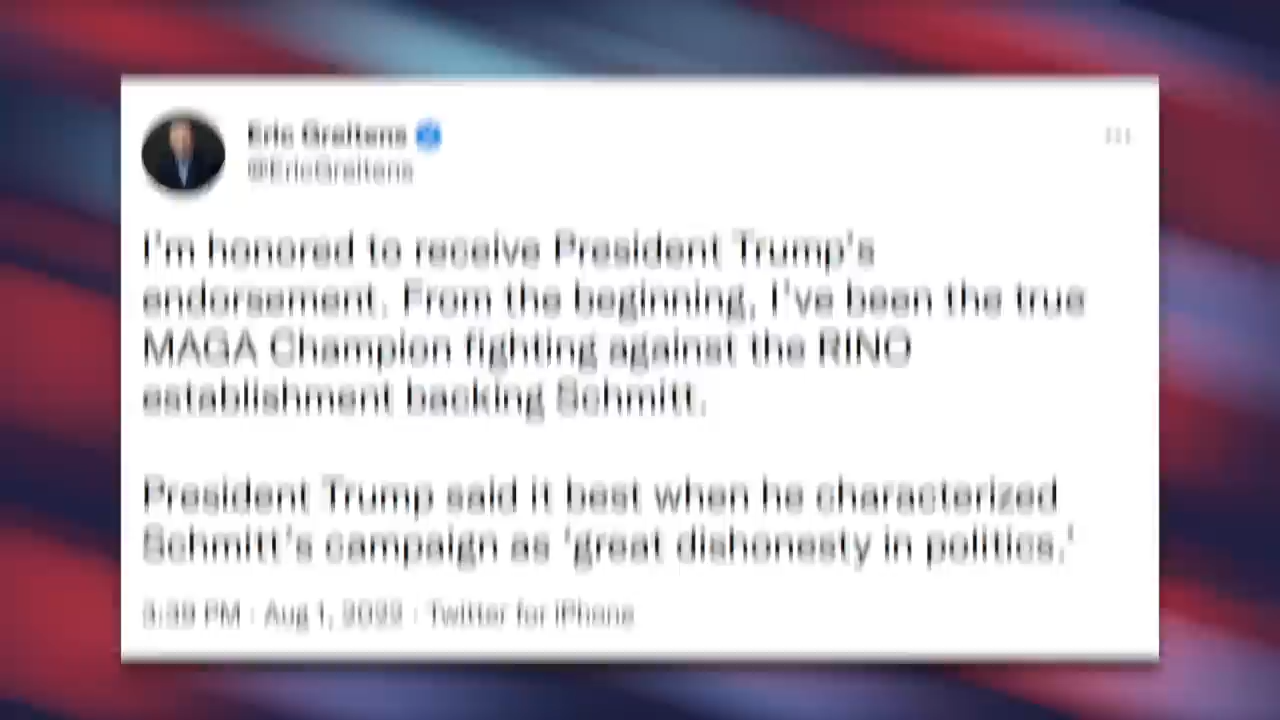 Eric Greitens
@EricGreitens
I'm honored to receive President Trump's
endorsement. From the beginning, I've been the true
MAGA Champion fighting against the RINO
establishment backing Schmitt.
President Trump said it best when he characterized
Schmitt's campaign as 'great dishonesty in politics.'
PM · Aug 1, 2022 · Twitter for iPhone